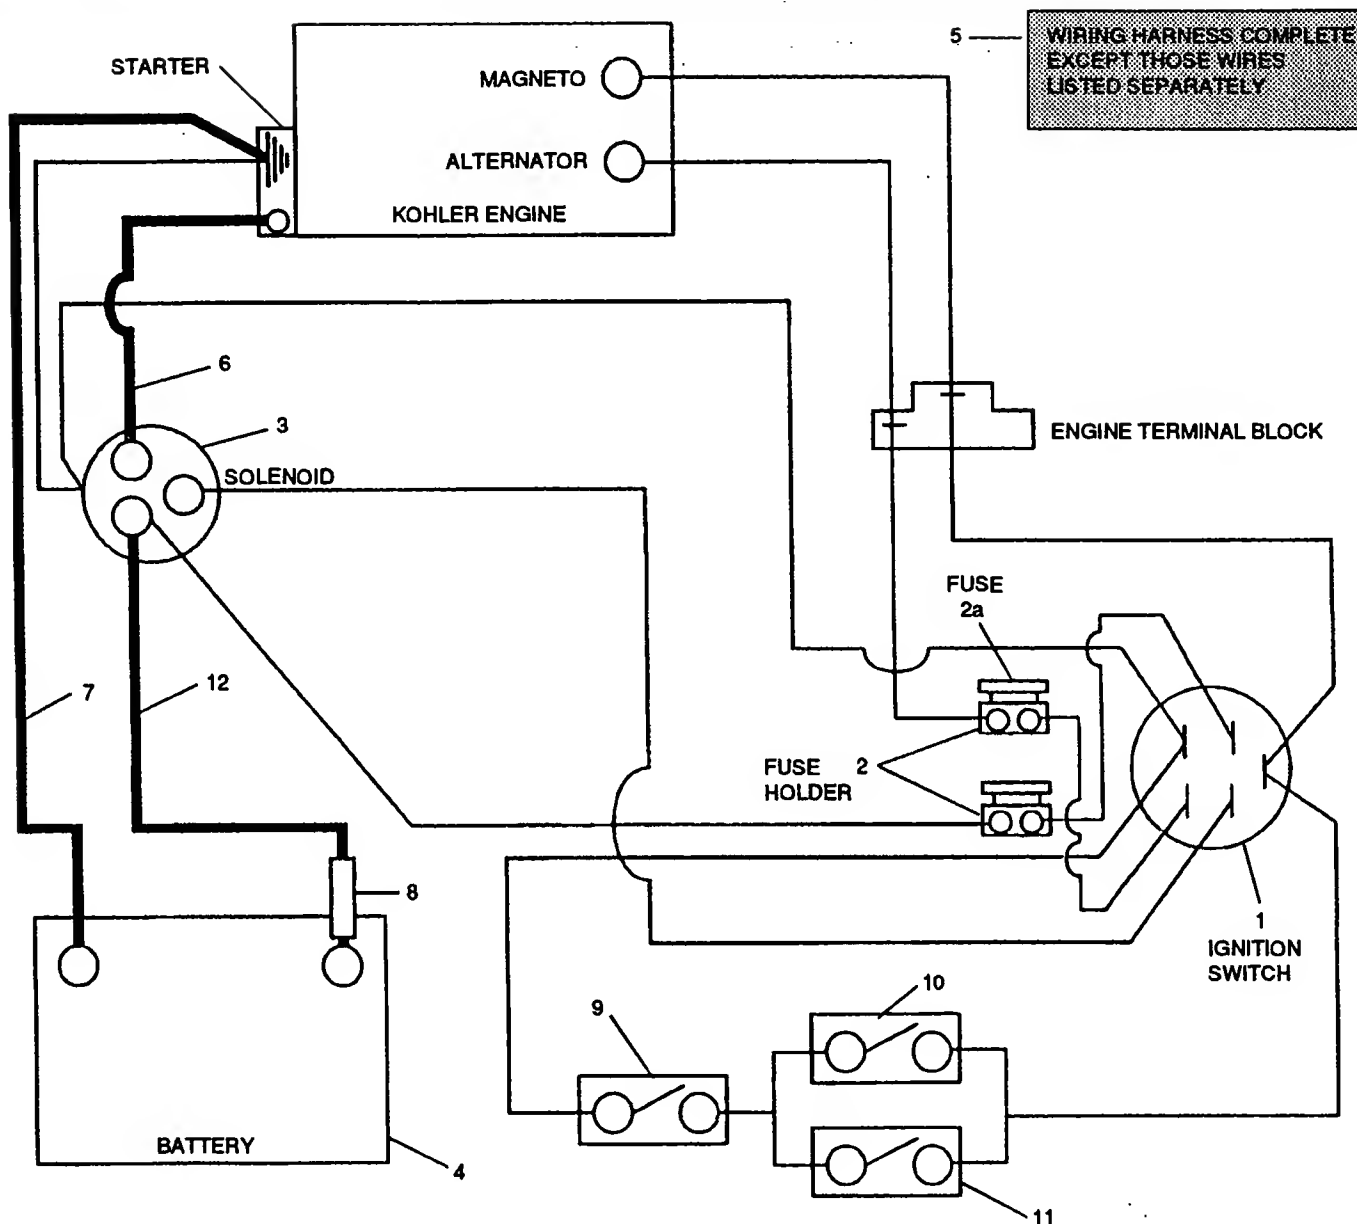 5
WIRING HARNESS COMPLETE
EXCEPT THOSE WIRES
LISTED SEPARATELY
STARTER
MAGNETO
ALTERNATOR
KOHLER ENGINE
6
3
SOLENOID
ENGINE TERMINAL BLOCK
FUSE
2a
7
12
FUSE 2
HOLDER
8
1
IGNITION
SWITCH
10
9
BATTERY
4
11